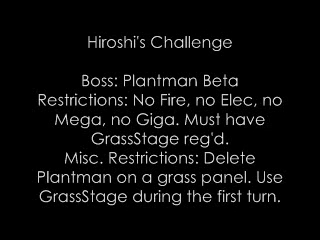 Hiroshi's Challenge
Boss: Plantman Beta
Restrictions: No Fire, no Elec, no
Mega, no Giga. Must have
GrassStage reg'd.
Misc. Restrictions: Delete
Plantman on a grass panel. Use
GrassStage during the first turn.